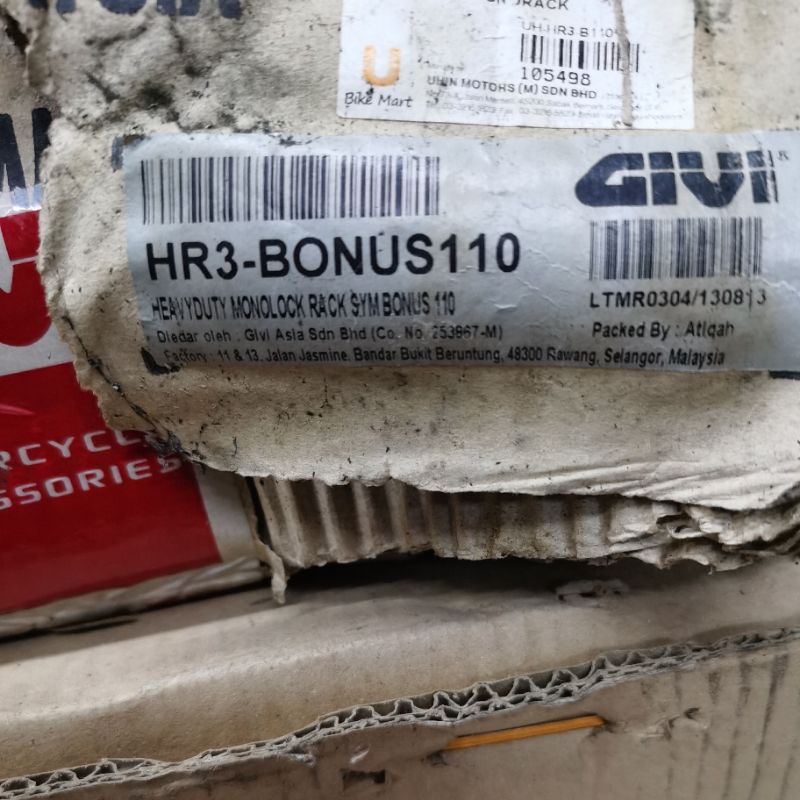 RACK
UH-HR3-B110
105498
UHIN MOTORS (M) SDN BHD
U
Bike Mart
GIVI®
HR3-BONUS110
HEAVYDUTY MONOLOCK RACK SYM BONUS 110
LTMR0304/130813
Diedar oleh : Givi Asia Sdn Bhd (Co. No. 253867-M)
Packed By : Atiqah
Factory : 11 & 13, Jalan Jasmine, Bandar Bukit Beruntung, 48300 Rawang, Selangor, Malaysia
RCYCLE
SSORIES